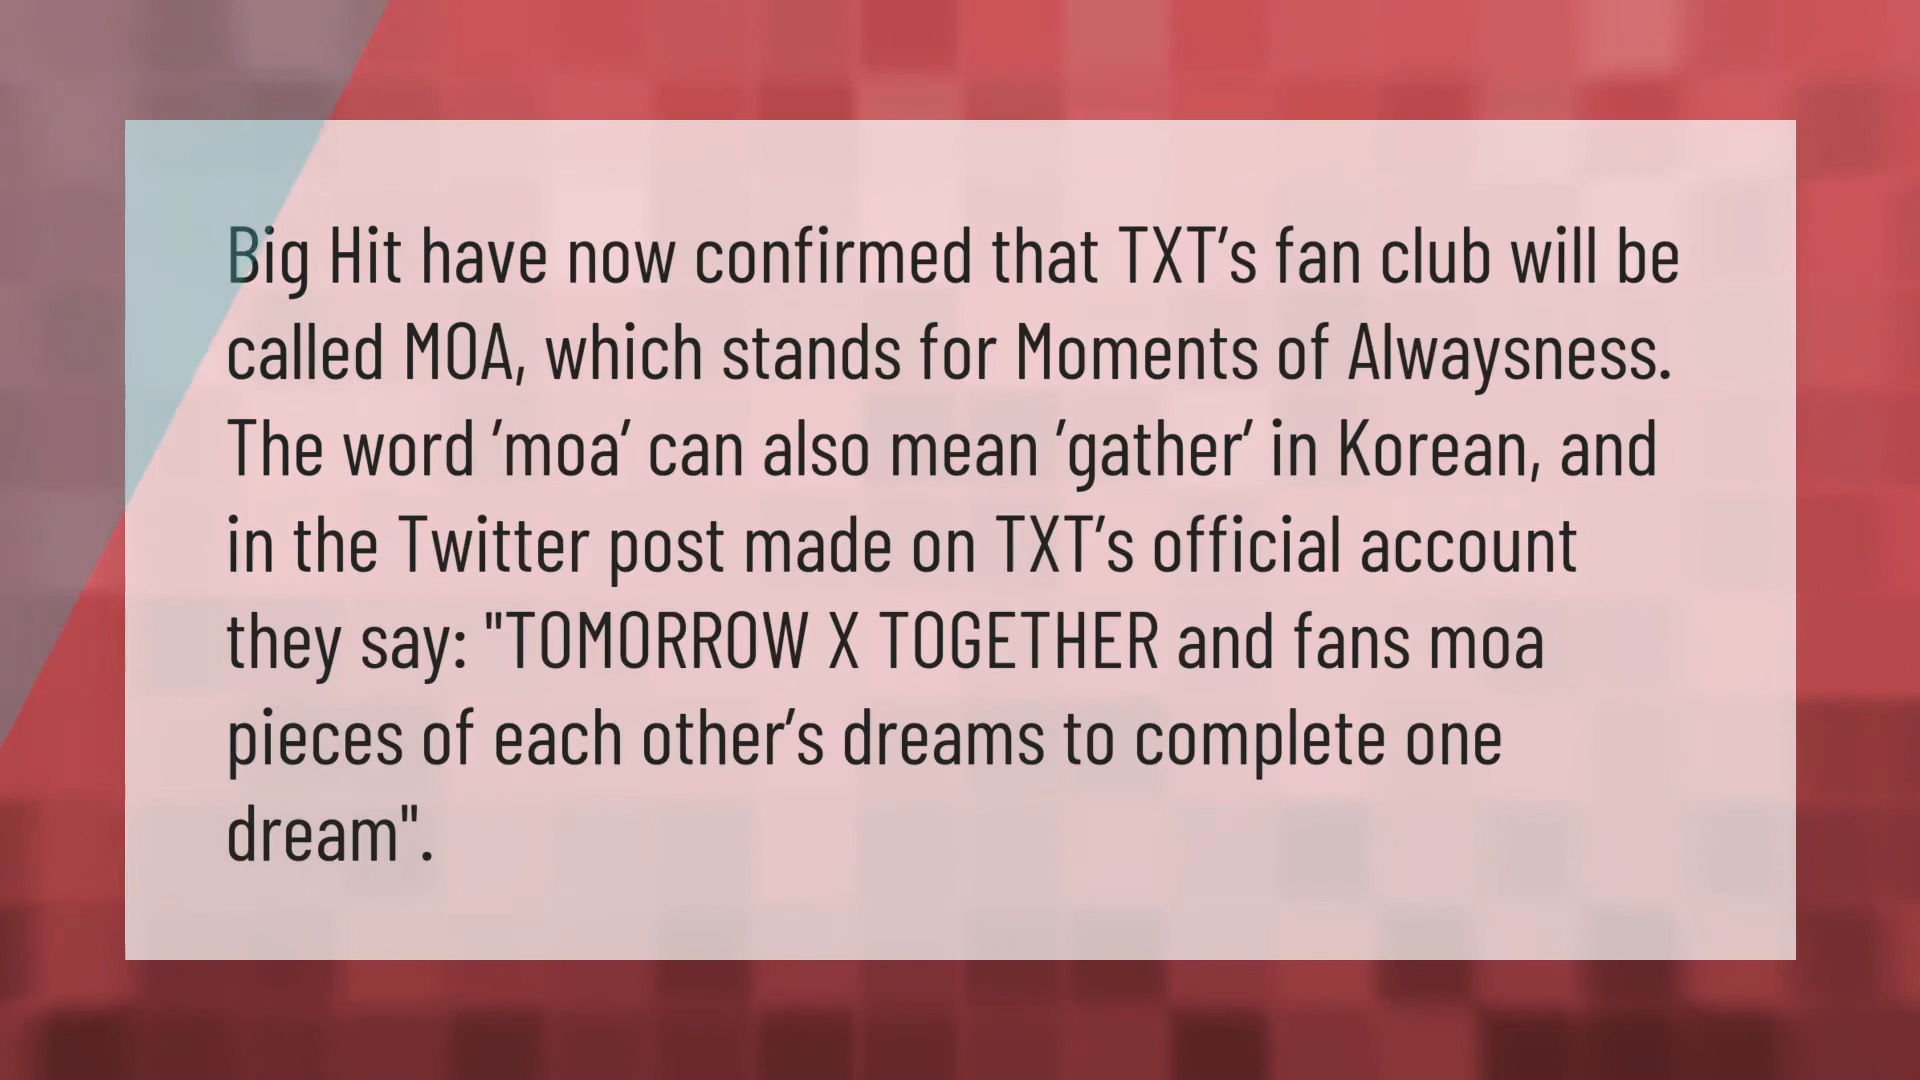 Big Hit have now confirmed that TXT's fan club will be
called MOA, which stands for Moments of Alwaysness.
The word 'moa' can also mean 'gather' in Korean, and
in the Twitter post made on TXT's official account
they say: "TOMORROW X TOGETHER and fans moa
pieces of each other's dreams to complete one
dream".